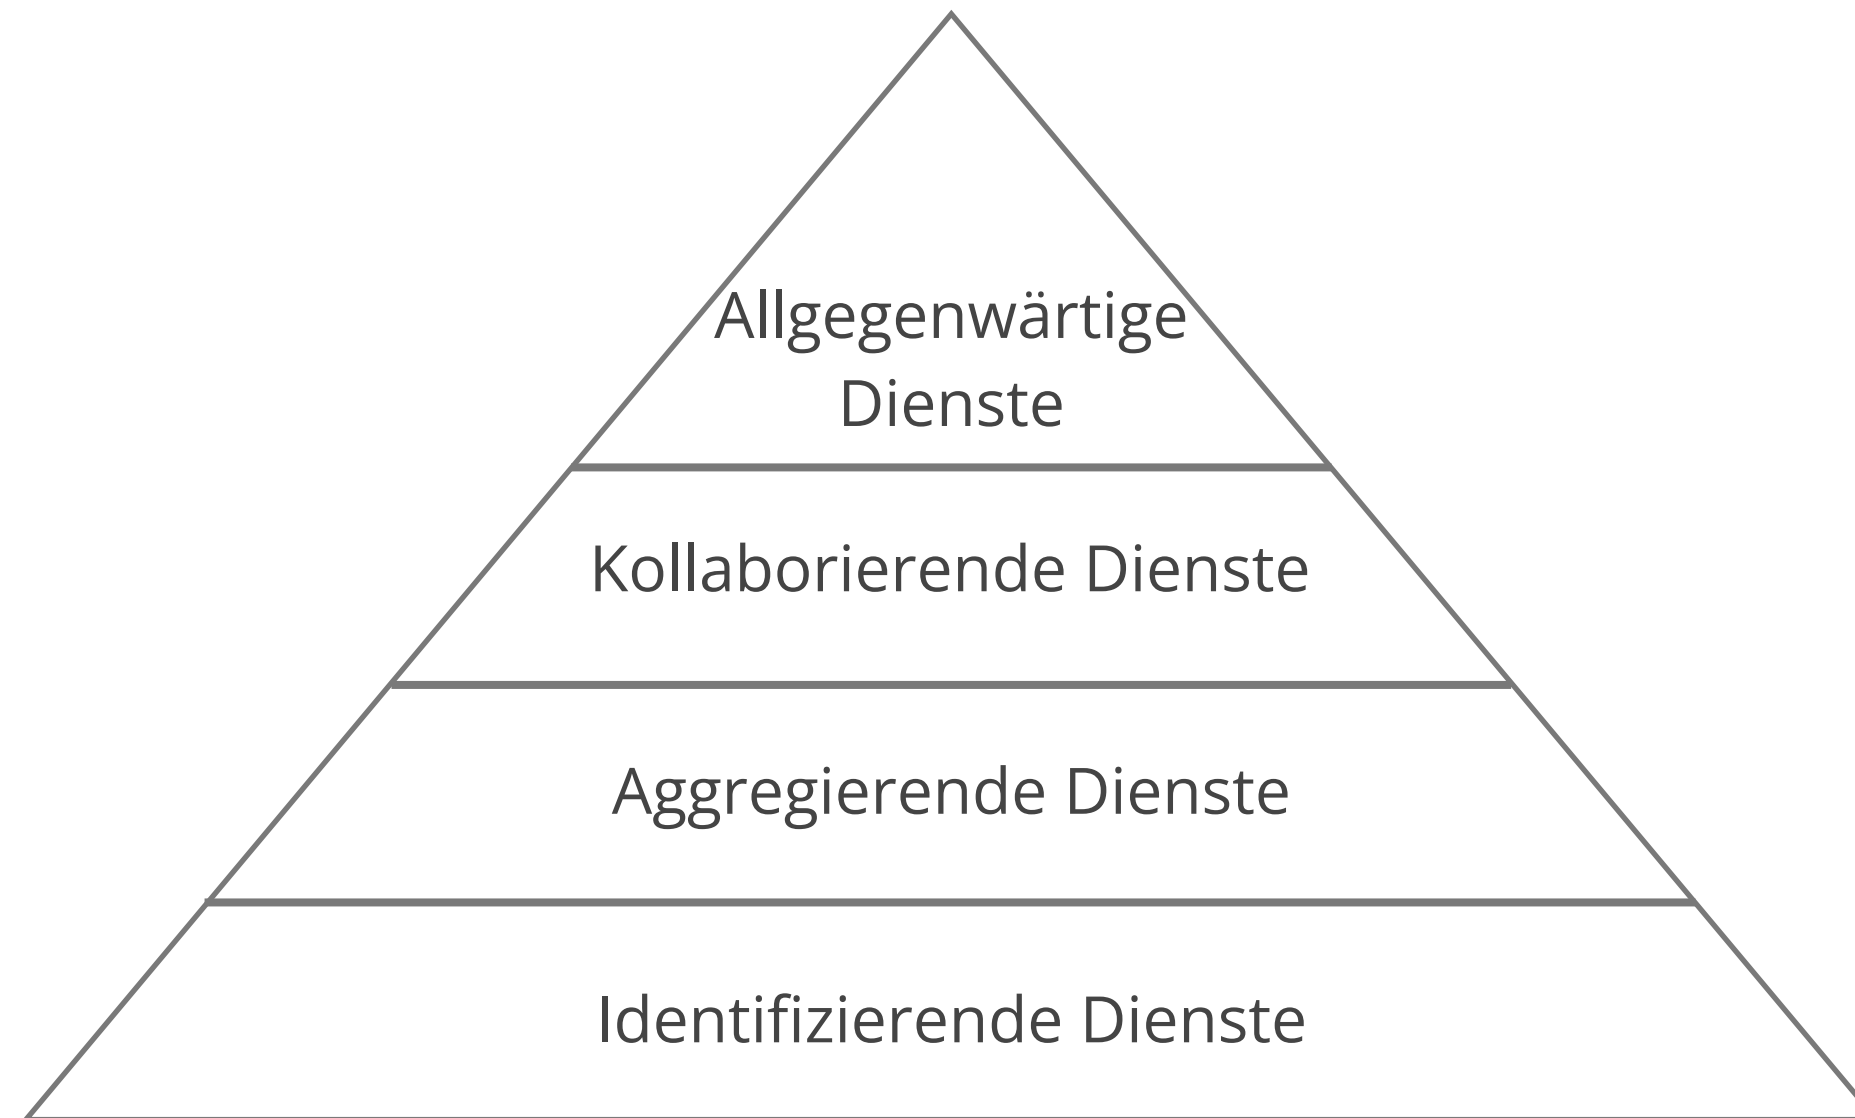 Allgegenwärtige
Dienste
Kollaborierende Dienste
Aggregierende Dienste
Identifizierende Dienste